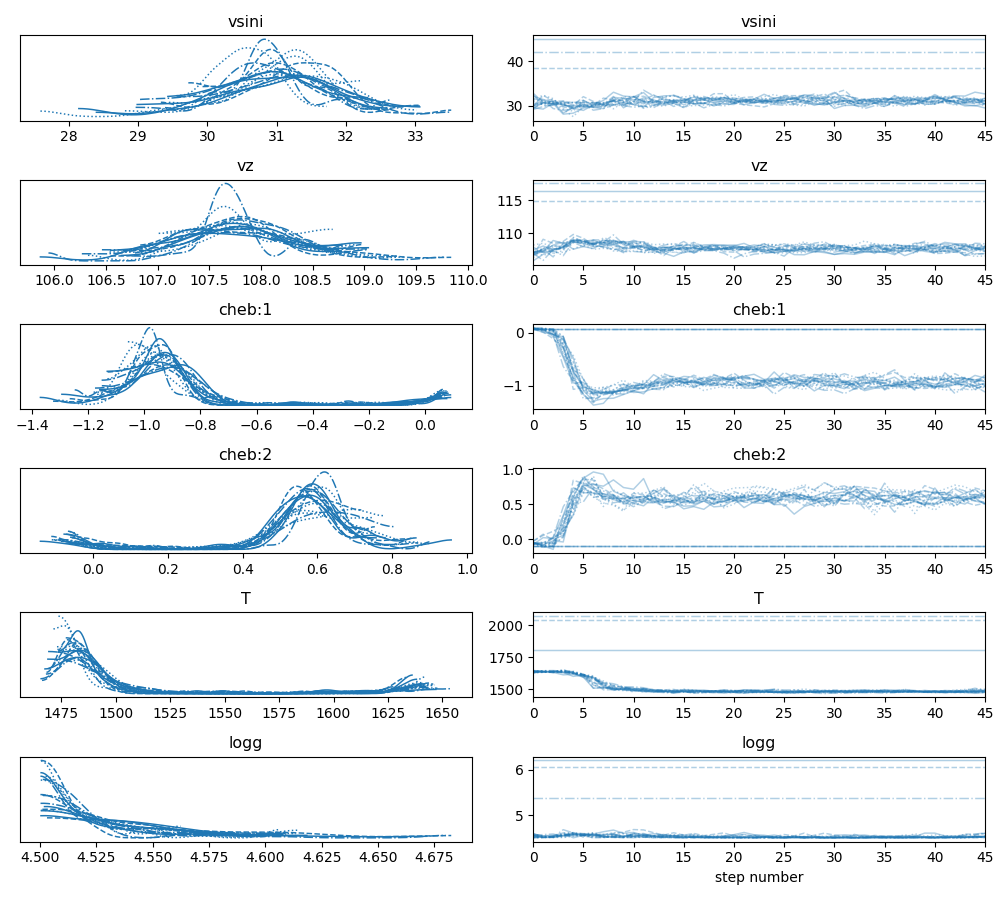 vsini
vsini
40
30
28 29 30 31 32 33
0 5 10 15 20 25 30 35 40 45
vz
vz
115
110
106.0 106.5 107.0 107.5 108.0 108.5 109.0 109.5 110.0
0 5 10 15 20 25 30 35 40 45
cheb:1
cheb:1
0
−1
−1.4 −1.2 −1.0 −0.8 −0.6 −0.4 −0.2 0.0
0 5 10 15 20 25 30 35 40 45
cheb:2
cheb:2
1.0
0.5
0.0
0.0 0.2 0.4 0.6 0.8 1.0
0 5 10 15 20 25 30 35 40 45
T
T
2000
1750
1500
1475 1500 1525 1550 1575 1600 1625 1650
0 5 10 15 20 25 30 35 40 45
logg
logg
6
5
4.500 4.525 4.550 4.575 4.600 4.625 4.650 4.675
0 5 10 15 20 25 30 35 40 45
step number